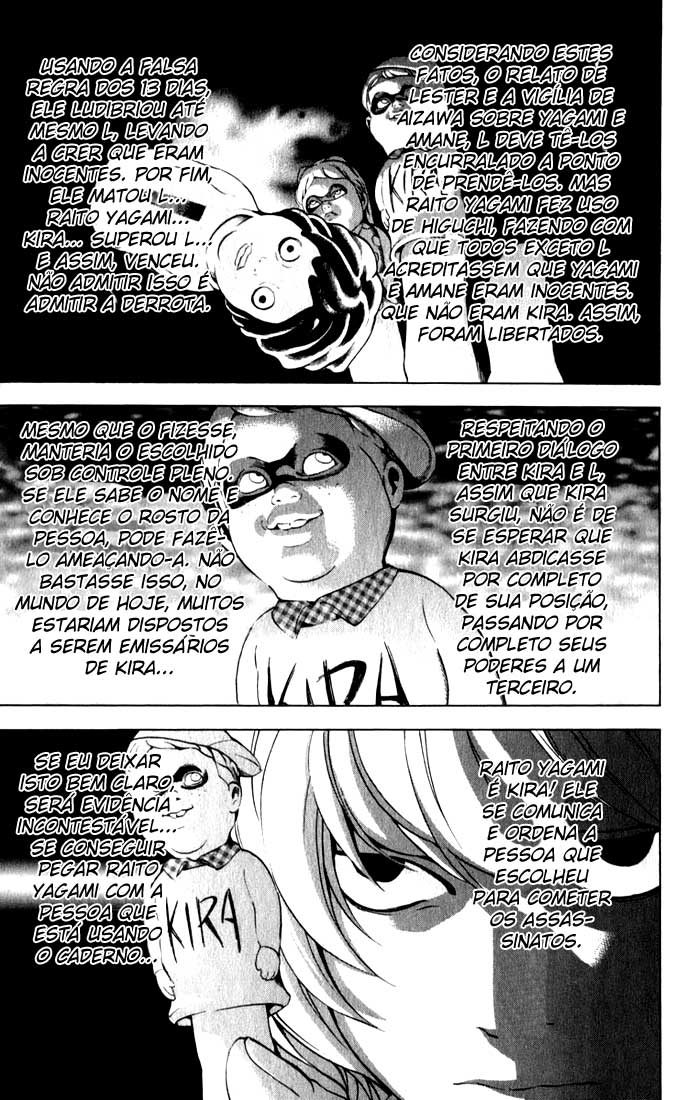 CONSIDERANDO ESTES
FATOS, O RELATO DE
LESTER E A VIGÍLIA DE
AIZAWA SOBRE YAGAMI E
AMANE, L DEVE TÊ-LOS
ENCURRALADO A PONTO
DE PRENDÊ-LOS. MAS
RAITO YAGAMI FEZ USO
DE HIGUCHI, FAZENDO COM
QUE TODOS EXCETO L
ACREDITASSEM QUE YAGAMI
E AMANE ERAM INOCENTES.
QUE NÃO ERAM KIRA. ASSIM,
FORAM LIBERTADOS.
USANDO A FALSA
REGRA DOS 13 DIAS,
ELE LUDIBRIOU ATÉ
MESMO L, LEVANDO
A CRER QUE ERAM
INOCENTES. POR FIM,
ELE MATOU L...
RAITO YAGAMI...
KIRA... SUPEROU L...
E ASSIM, VENCEU.
NÃO ADMITIR ISSO É
ADMITIR A DERROTA.
RESPEITANDO O
PRIMEIRO DIÁLOGO
ENTRE KIRA E L,
ASSIM QUE KIRA
SURGIU, NÃO É DE
SE ESPERAR QUE
KIRA ABDICASSE
POR COMPLETO
DE SUA POSIÇÃO,
PASSANDO POR
COMPLETO SEUS
PODERES A UM
TERCEIRO.
MESMO QUE O FIZESSE,
MANTERIA O ESCOLHIDO
SOB CONTROLE PLENO.
SE ELE SABE O NOME E
CONHECE O ROSTO DA
PESSOA, PODE FAZÊ-
LO AMEAÇANDO-A. NÃO
BASTASSE ISSO, NO
MUNDO DE HOJE, MUITOS
ESTARIAM DISPOSTOS
A SEREM EMISSÁRIOS
DE KIRA...
KIRA
RAITO YAGAMI
É KIRA! ELE
SE COMUNICA
E ORDENA A
PESSOA QUE
ESCOLHEU
PARA COMETER
OS ASSAS-
SINATOS.
SE EU DEIXAR
ISTO BEM CLARO,
SERÁ EVIDÊNCIA
INCONTESTÁVEL...
SE CONSEGUIR
PEGAR RAITO
YAGAMI COM A
PESSOA QUE
ESTÁ USANDO
O CADERNO...
KIRA